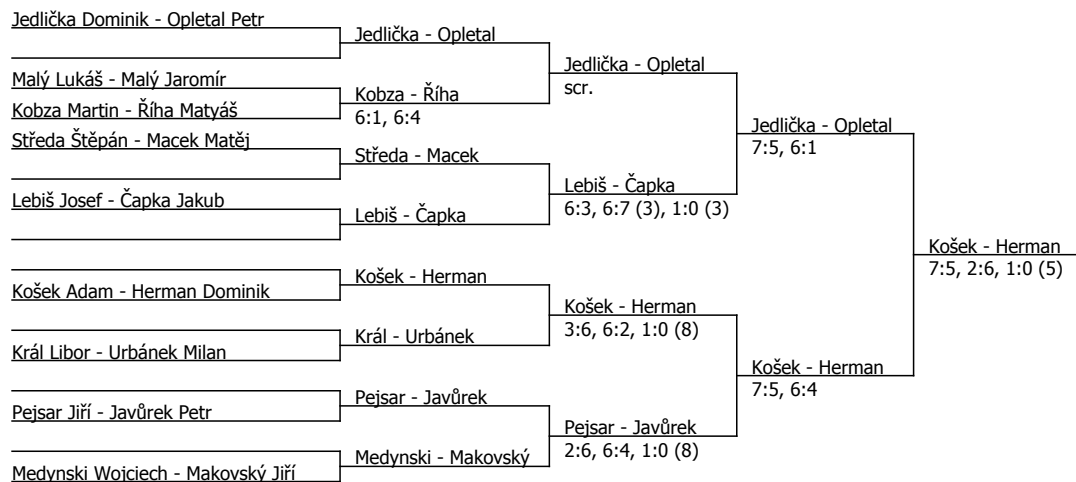 Jedlička Dominik - Opletal Petr
Malý Lukáš - Malý Jaromír
Kobza Martin - Říha Matyáš
Středa Štěpán - Macek Matěj
Lebiš Josef - Čapka Jakub
Košek Adam - Herman Dominik
Král Libor - Urbánek Milan
Pejsar Jiří - Javůrek Petr
Medynski Wojciech - Makovský Jiří
Jedlička - Opletal
Kobza - Říha
6:1, 6:4
Středa - Macek
Lebiš - Čapka
Košek - Herman
Král - Urbánek
Pejsar - Javůrek
Medynski - Makovský
Jedlička - Opletal
scr.
Lebiš - Čapka
6:3, 6:7 (3), 1:0 (3)
Košek - Herman
3:6, 6:2, 1:0 (8)
Pejsar - Javůrek
2:6, 6:4, 1:0 (8)
Jedlička - Opletal
7:5, 6:1
Košek - Herman
7:5, 6:4
Košek - Herman
7:5, 2:6, 1:0 (5)